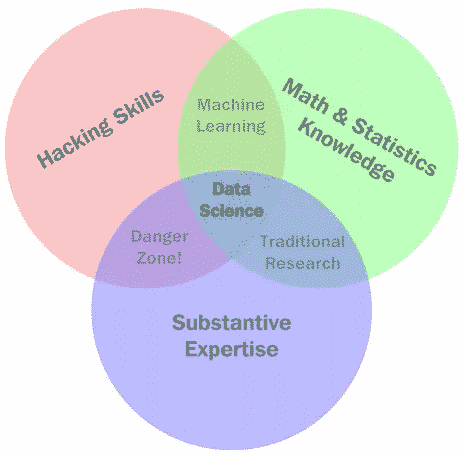 Hacking Skills
Math & Statistics
Knowledge
Machine
Learning
Data
Science
Danger
Zone!
Traditional
Research
Substantive
Expertise